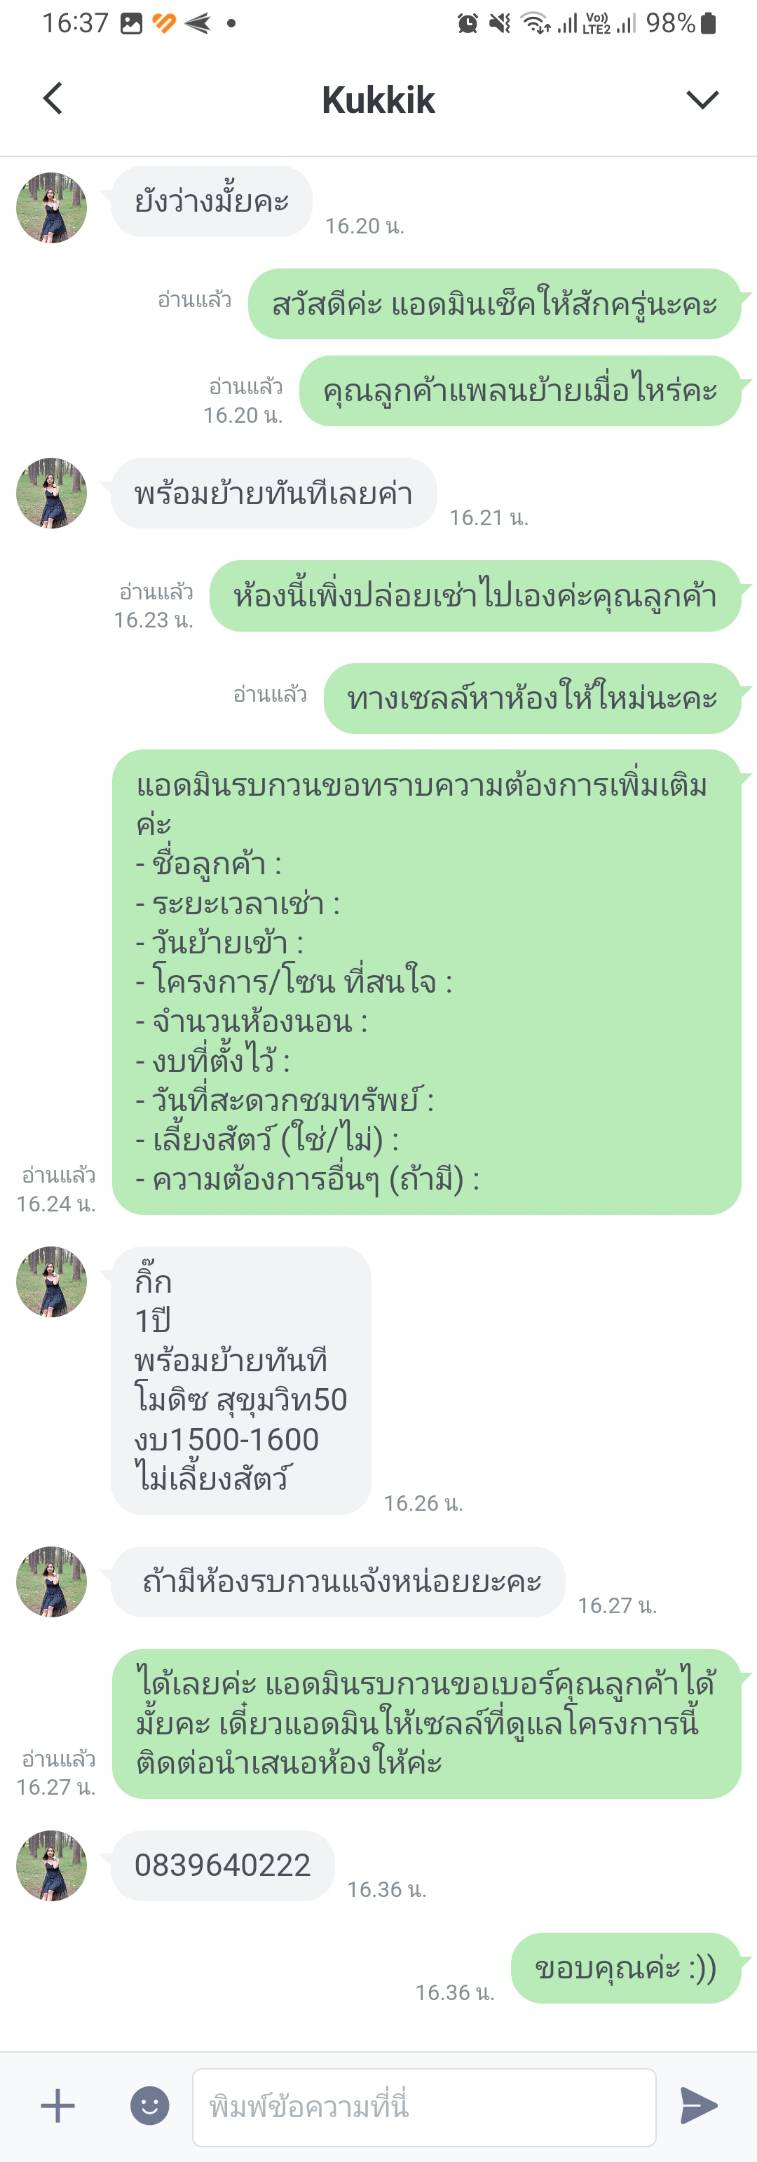 16:37
Vo))
LTE2
98%
Kukkik
ยังว่างมั้ยคะ
16.20 น.
อ่านแล้ว
สวัสดีค่ะ แอดมินเช็คให้สักครู่นะคะ
อ่านแล้ว
16.20 น.
คุณลูกค้าแพลนย้ายเมื่อไหร่คะ
พร้อมย้ายทันทีเลยค่า
16.21 น.
อ่านแล้ว
16.23 น.
ห้องนี้เพิ่งปล่อยเช่าไปเองค่ะคุณลูกค้า
อ่านแล้ว
ทางเซลล์หาห้องให้ใหม่นะคะ
แอดมินรบกวนขอทราบความต้องการเพิ่มเติม
ค่ะ
- ชื่อลูกค้า :
- ระยะเวลาเช่า :
- วันย้ายเข้า :
- โครงการ/โซน ที่สนใจ :
- จำนวนห้องนอน :
- งบที่ตั้งไว้ :
- วันที่สะดวกชมทรัพย์ :
- เลี้ยงสัตว์ (ใช่/ไม่) :
- ความต้องการอื่นๆ (ถ้ามี) :
อ่านแล้ว
16.24 น.
กิ๊ก
1ปี
พร้อมย้ายทันที
โมดิซ สุขุมวิท50
งบ1500-1600
ไม่เลี้ยงสัตว์
16.26 น.
ถ้ามีห้องรบกวนแจ้งหน่อยยะคะ
16.27 น.
ได้เลยค่ะ แอดมินรบกวนขอเบอร์คุณลูกค้าได้
มั้ยคะ เดี๋ยวแอดมินให้เซลล์ที่ดูแลโครงการนี้
ติดต่อนำเสนอห้องให้ค่ะ
อ่านแล้ว
16.27 น.
0839640222
16.36 น.
ขอบคุณค่ะ :))
16.36 น.
พิมพ์ข้อความที่นี่